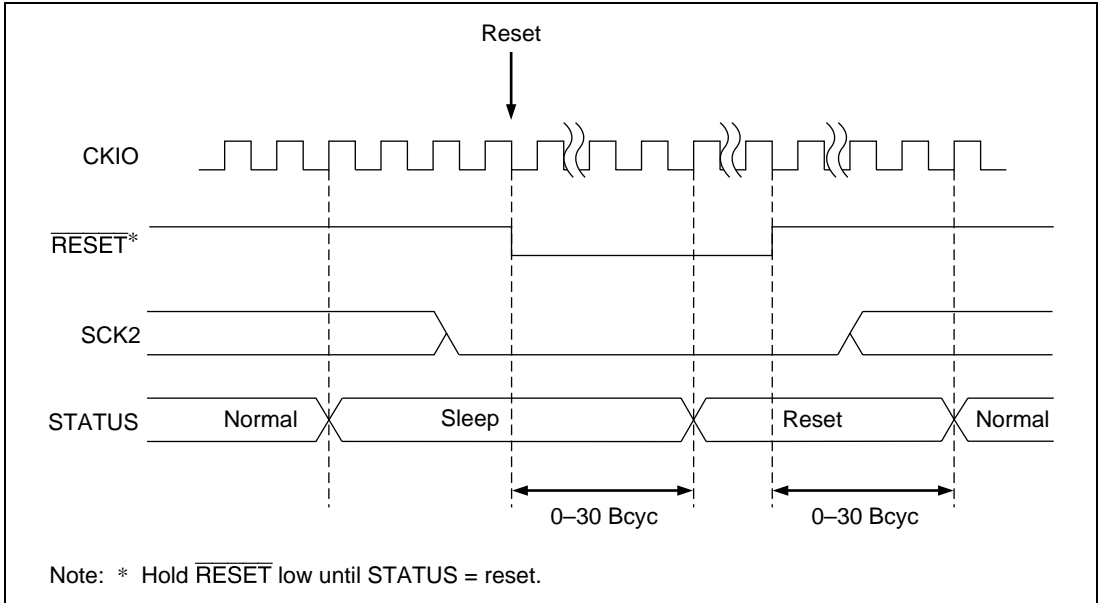 Reset
CKIO
RESET*
SCK2
STATUS Normal Sleep Reset Normal
0–30 Bcyc 0–30 Bcyc
Note: * Hold RESET low until STATUS = reset.